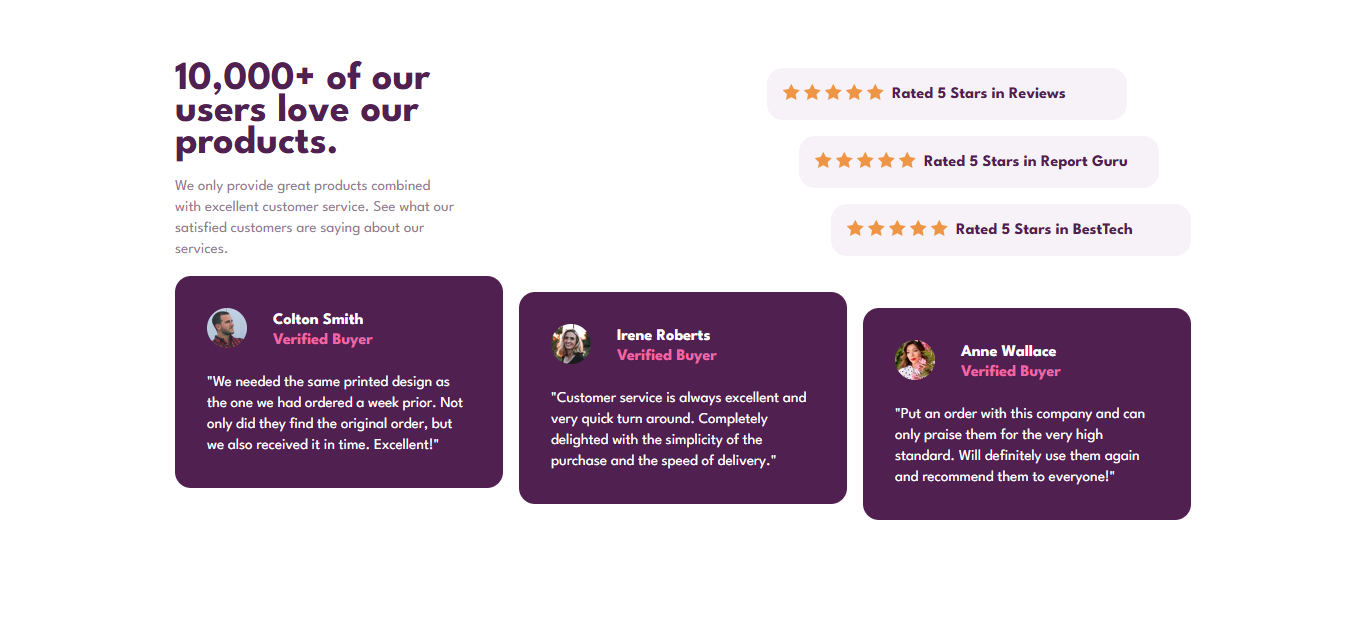 10,000+ of our
users love our
products.
We only provide great products combined
with excellent customer service. See what our
satisfied customers are saying about our
services.
Rated 5 Stars in Reviews
Rated 5 Stars in Report Guru
Rated 5 Stars in BestTech
Colton Smith
Verified Buyer
"We needed the same printed design as
the one we had ordered a week prior. Not
only did they find the original order, but
we also received it in time. Excellent!"
Irene Roberts
Verified Buyer
"Customer service is always excellent and
very quick turn around. Completely
delighted with the simplicity of the
purchase and the speed of delivery."
Anne Wallace
Verified Buyer
"Put an order with this company and can
only praise them for the very high
standard. Will definitely use them again
and recommend them to everyone!"